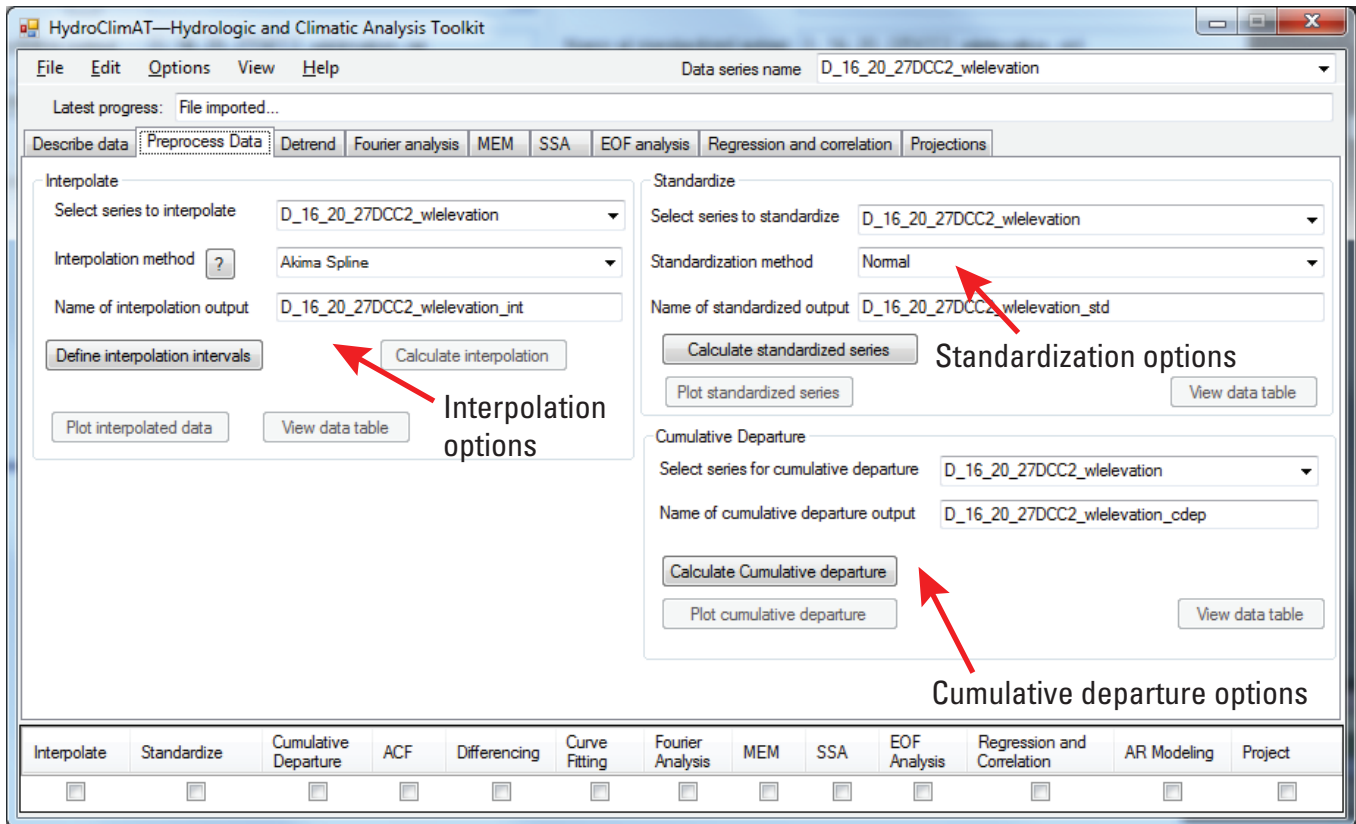 HydroClimAT—Hydrologic and Climatic Analysis Toolkit
File Edit Options View Help
Data series name D_16_20_27DCC2_wlelevation
Latest progress: File imported...
Describe data Preprocess Data Detrend Fourier analysis MEM SSA EOF analysis Regression and correlation Projections
Interpolate
Select series to interpolate D_16_20_27DCC2_wlelevation
Interpolation method ? Akima Spline
Name of interpolation output D_16_20_27DCC2_wlelevation_int
Define interpolation intervals Calculate interpolation
Plot interpolated data View data table
Interpolation
options
Standardize
Select series to standardize D_16_20_27DCC2_wlelevation
Standardization method Normal
Name of standardized output D_16_20_27DCC2_wlelevation_std
Calculate standardized series
Standardization options
Plot standardized series View data table
Cumulative Departure
Select series for cumulative departure D_16_20_27DCC2_wlelevation
Name of cumulative departure output D_16_20_27DCC2_wlelevation_cdep
Calculate Cumulative departure
Plot cumulative departure View data table
Cumulative departure options
Interpolate Standardize Cumulative Departure ACF Differencing Curve Fitting Fourier Analysis MEM SSA EOF Analysis Regression and Correlation AR Modeling Project